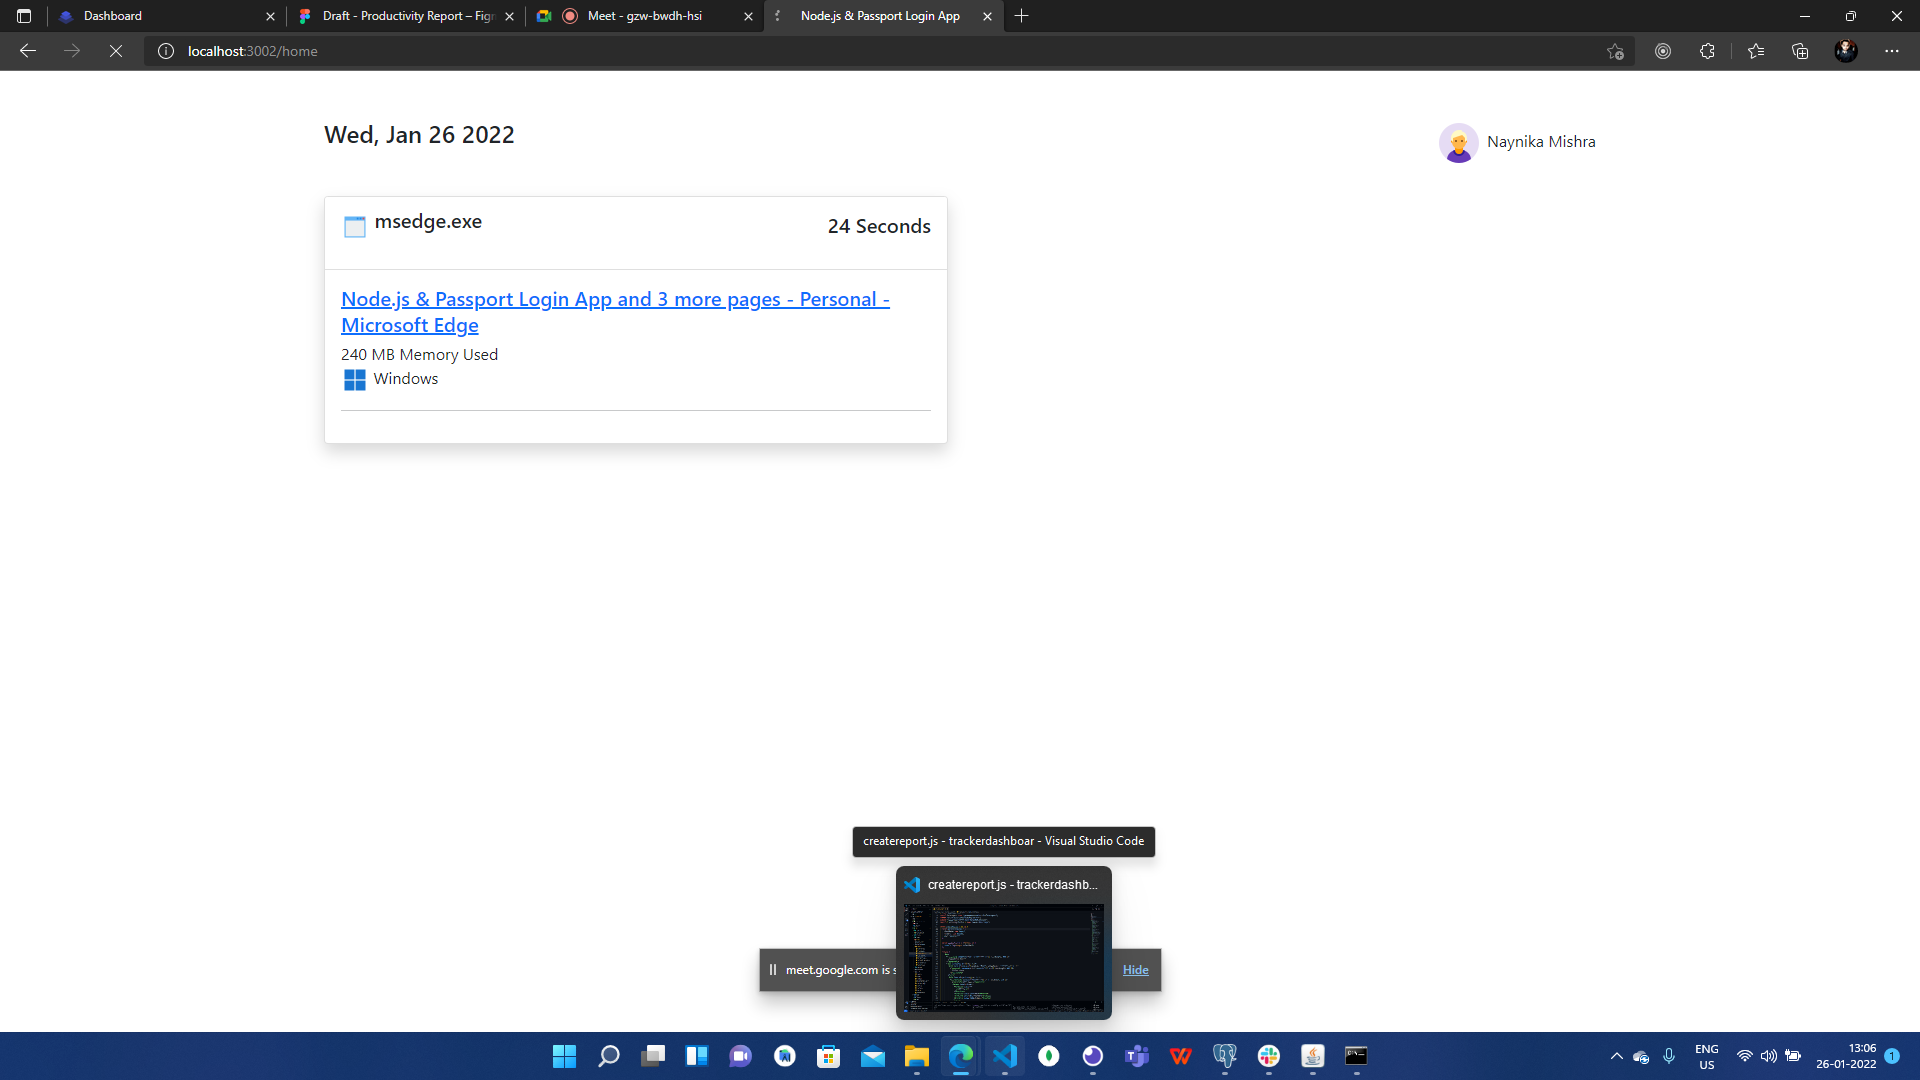 Dashboard
Draft - Productivity Report – Fig
Meet - gzw-bwdh-hsi
Node.js & Passport Login App
localhost:3002/home
Wed, Jan 26 2022
Naynika Mishra
msedge.exe
24 Seconds
Node.js & Passport Login App and 3 more pages - Personal -
Microsoft Edge
240 MB Memory Used
Windows
createreport.js - trackerdashboar - Visual Studio Code
createreport.js - trackerdashb...
meet.google.com is s
Hide
ENG
US
13:06
26-01-2022
1